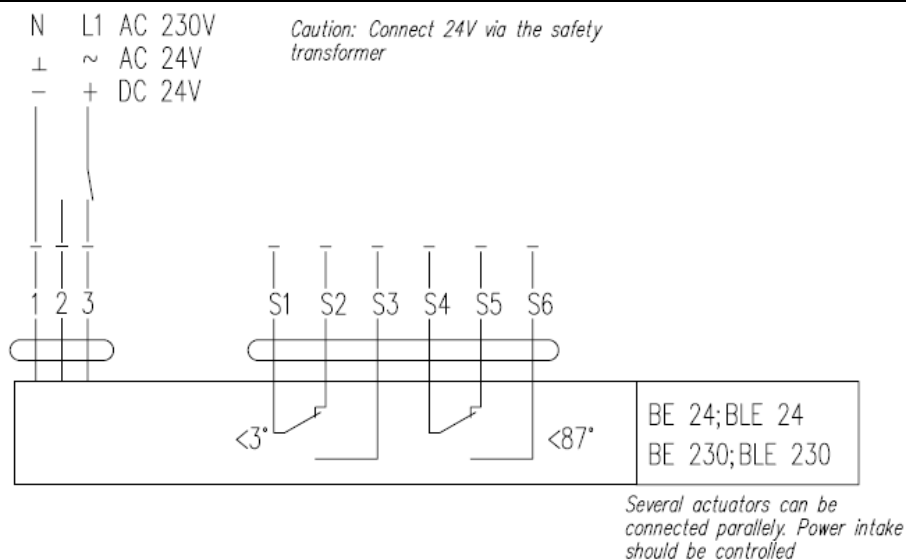 N L1 AC 230V
⊥ ~ AC 24V
– + DC 24V
Caution: Connect 24V via the safety
transformer
1 2 3 S1 S2 S3 S4 S5 S6
<3° <87°
BE 24;BLE 24
BE 230;BLE 230
Several actuators can be
connected parallely. Power intake
should be controlled